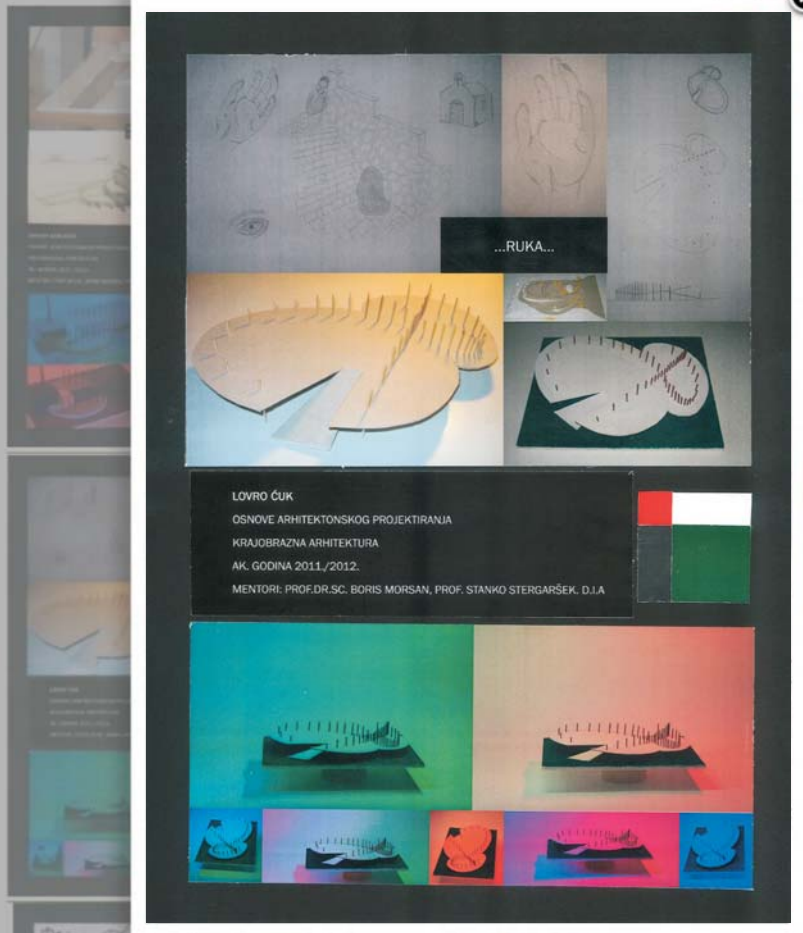 ...RUKA...
LOVRO ĆUK
OSNOVE ARHITEKTONSKOG PROJEKTIRANJA
KRAJOBRAZNA ARHITEKTURA
AK. GODINA 2011./2012.
MENTORI: PROF.DR.SC. BORIS MORSAN, PROF. STANKO STERGARŠEK. D.I.A